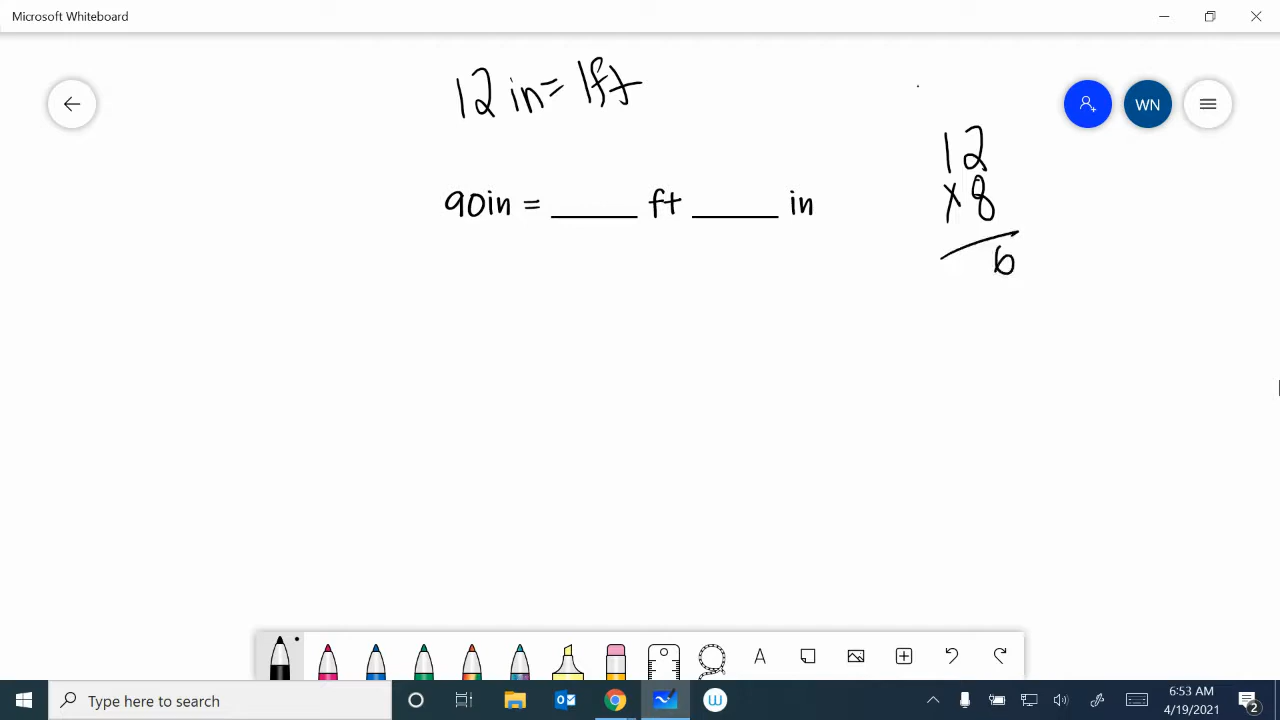 Microsoft Whiteboard
12 in = 1ft
WN
12
x 8
6
90in = _____ ft _____ in
A
Type here to search
6:53 AM
4/19/2021
2